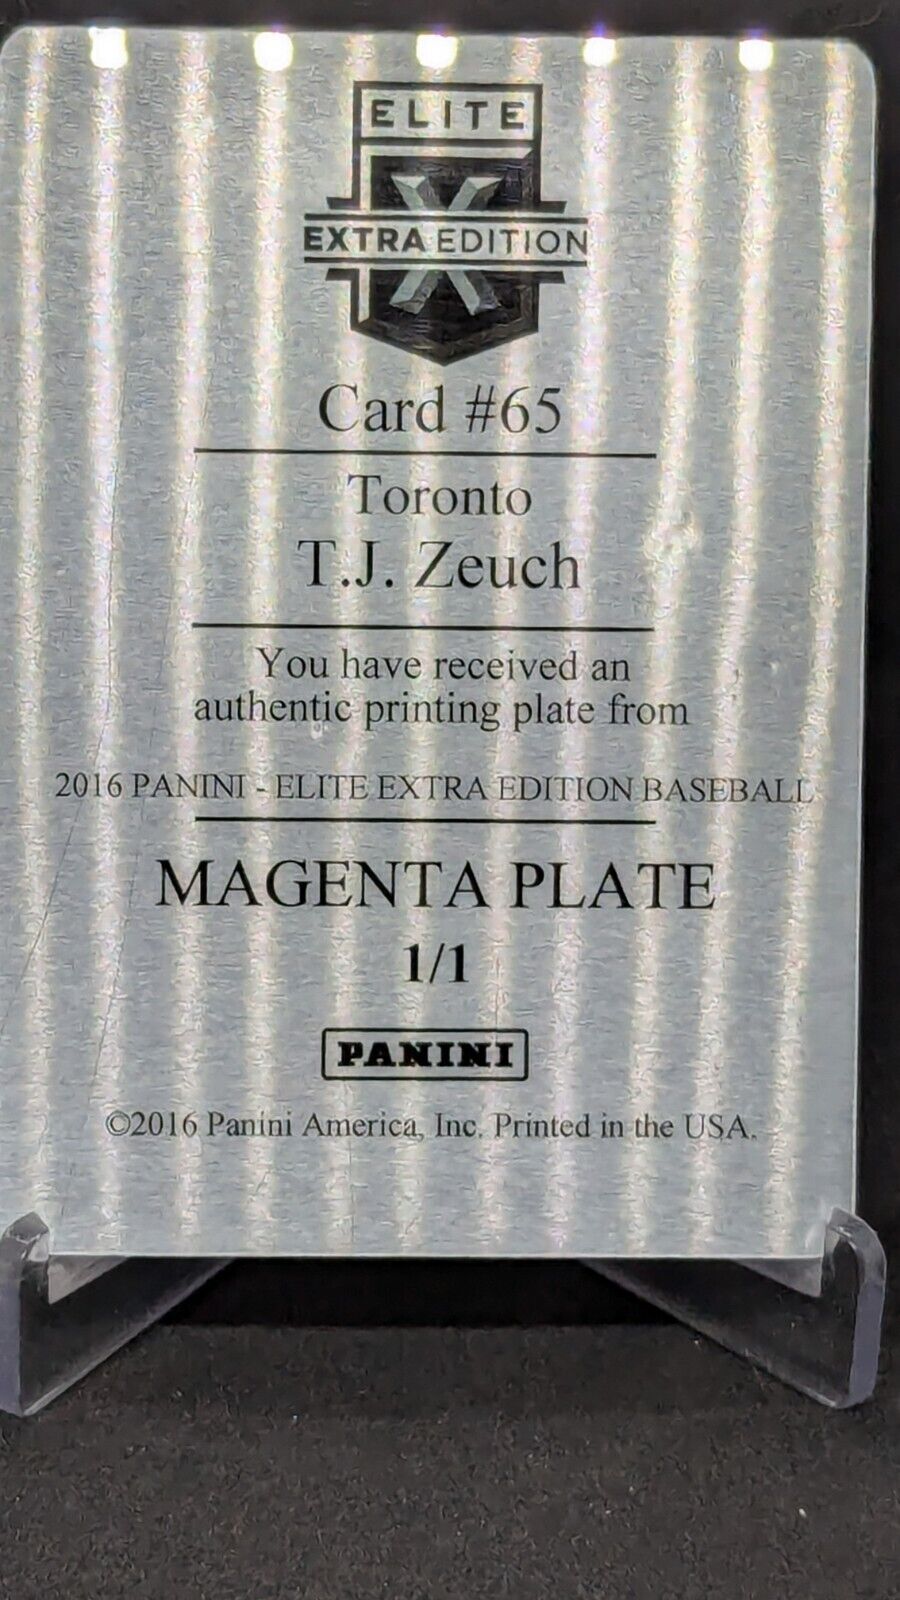 ELITE
EXTRA EDITION
Card #65
Toronto
T.J. Zeuch
You have received an
authentic printing plate from
2016 PANINI - ELITE EXTRA EDITION BASEBALL
MAGENTA PLATE
1/1
PANINI
©2016 Panini America, Inc. Printed in the USA.